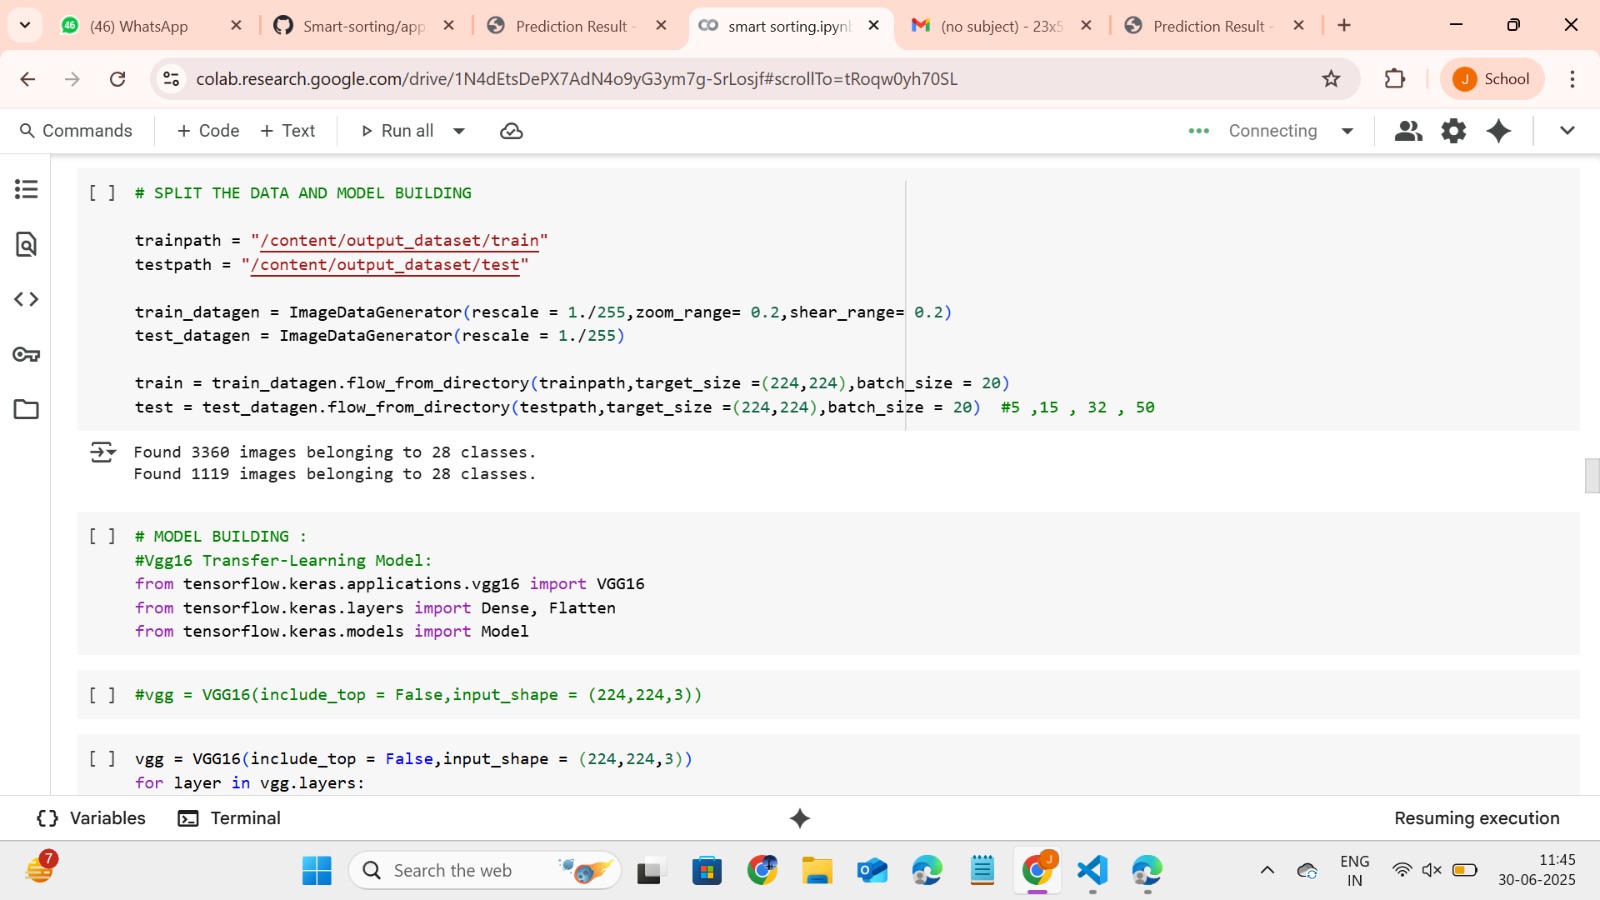 (46) WhatsApp
Smart-sorting/app
Prediction Result -
smart sorting.ipyn
(no subject) - 23x5
Prediction Result -
colab.research.google.com/drive/1N4dEtsDePX7AdN4o9yG3ym7g-SrLosjf#scrollTo=tRoqw0yh70SL
J School
Commands + Code + Text Run all Connecting
[ ] # SPLIT THE DATA AND MODEL BUILDING
trainpath = "/content/output_dataset/train"
testpath = "/content/output_dataset/test"
train_datagen = ImageDataGenerator(rescale = 1./255,zoom_range= 0.2,shear_range= 0.2)
test_datagen = ImageDataGenerator(rescale = 1./255)
train = train_datagen.flow_from_directory(trainpath,target_size =(224,224),batch_size = 20)
test = test_datagen.flow_from_directory(testpath,target_size =(224,224),batch_size = 20)  #5 ,15 , 32 , 50
Found 3360 images belonging to 28 classes.
Found 1119 images belonging to 28 classes.
[ ] # MODEL BUILDING :
#Vgg16 Transfer-Learning Model:
from tensorflow.keras.applications.vgg16 import VGG16
from tensorflow.keras.layers import Dense, Flatten
from tensorflow.keras.models import Model
[ ] #vgg = VGG16(include_top = False,input_shape = (224,224,3))
[ ] vgg = VGG16(include_top = False,input_shape = (224,224,3))
for layer in vgg.layers:
{} Variables Terminal Resuming execution
7
Search the web
J
ENG
IN
11:45
30-06-2025